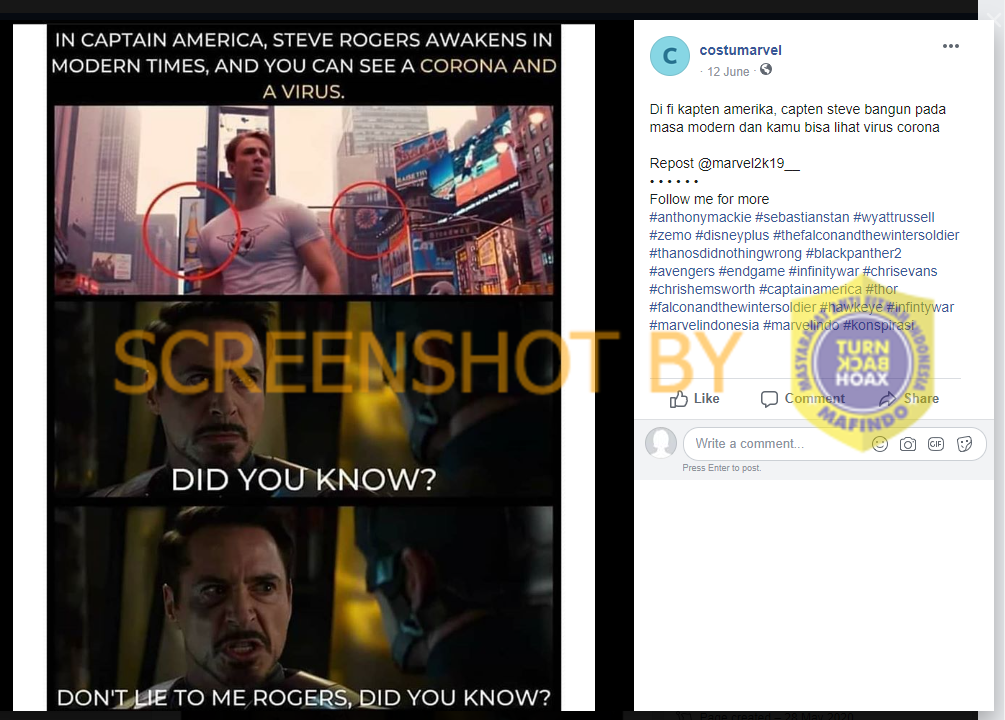 IN CAPTAIN AMERICA, STEVE ROGERS AWAKENS IN
MODERN TIMES, AND YOU CAN SEE A CORONA AND
A VIRUS.
DID YOU KNOW?
DON'T LIE TO ME ROGERS, DID YOU KNOW?
SCREENSHOT BY
C
costumarvel
· 12 June ·
Di fi kapten amerika, capten steve bangun pada
masa modern dan kamu bisa lihat virus corona
Repost @marvel2k19__
• • • • • •
Follow me for more
#anthonymackie #sebastianstan #wyattrussell
#zemo #disneyplus #thefalconandthewintersoldier
#thanosdidnothingwrong #blackpanther2
#avengers #endgame #infinitywar #chrisevans
#chrishemsworth #captainamerica #thor
#falconandthewintersoldier #hawkeye #infintywar
#marvelindonesia #marvelindo #konspirasi
MASYARAKAT ANTI FITNAH INDONESIA
TURN
BACK
HOAX
MAFINDO
Like
Comment
Share
Write a comment...
GIF
Press Enter to post.